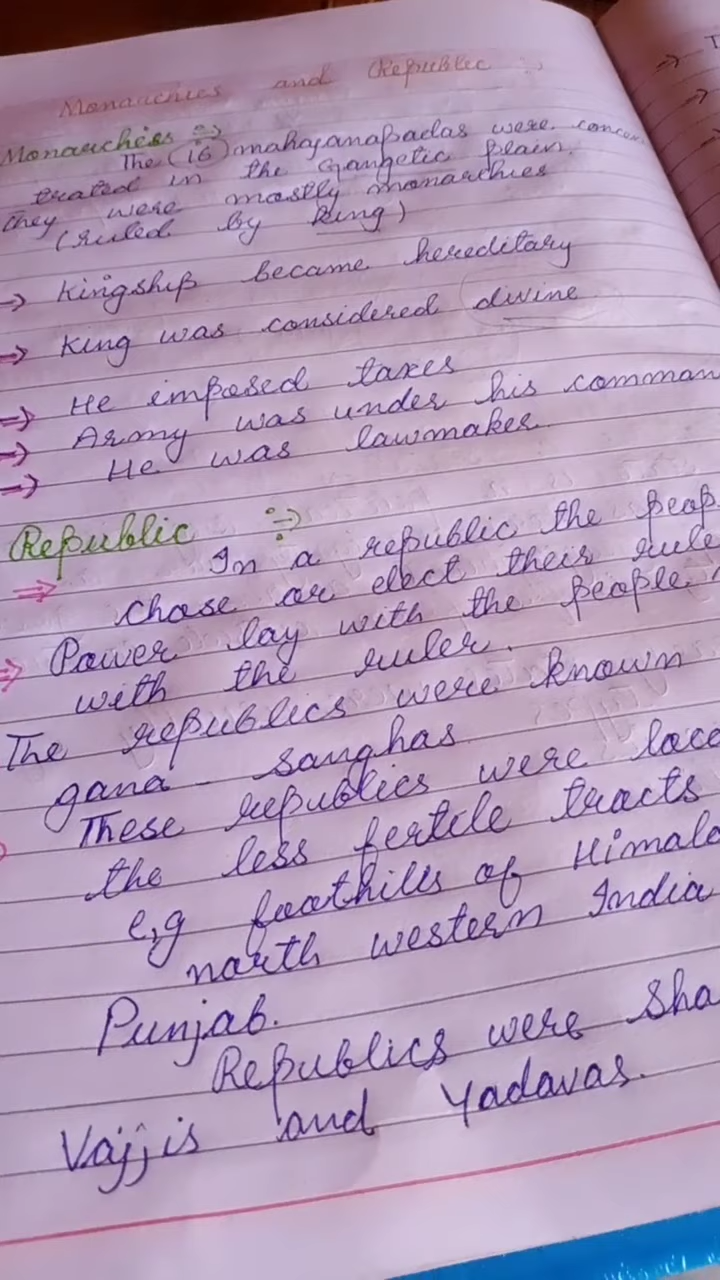 Monarchies and Republic
Monarchies
The (16) mahajanapadas were concen
trated in the Gangetic plain.
They were mostly monarchies
(ruled by king)
→ Kingship became hereditary
→ King was considered divine
→ He imposed taxes
→ Army was under his comman
→ He was lawmaker
Republic
⇒ In a republic the peop
chose or elect their rule
⇒ Power lay with the people
with the ruler.
The republics were known
gana - sanghas
These republics were loca
the less fertile tracts
e,g foothills of Himala
north western India
Punjab.
Republics were Sha
Vajjis and Yadavas.